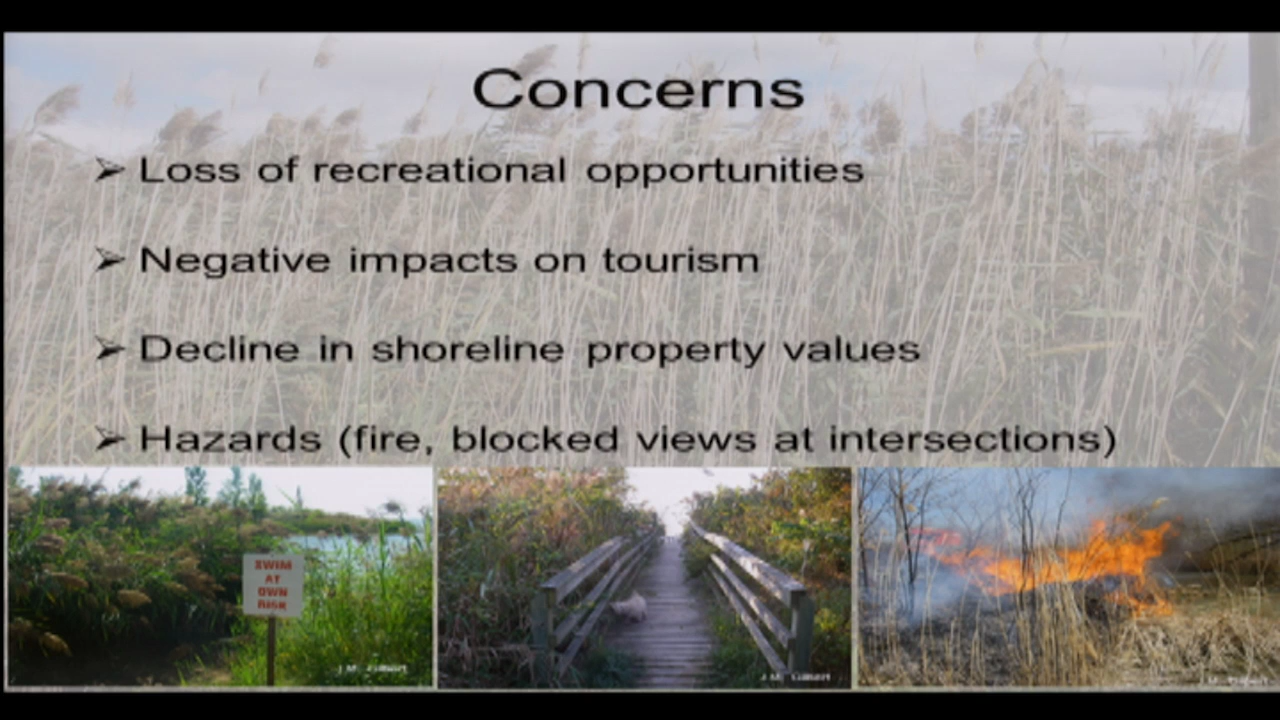 Concerns
➢ Loss of recreational opportunities
➢ Negative impacts on tourism
➢ Decline in shoreline property values
➢ Hazards (fire, blocked views at intersections)
SWIM
AT
OWN
RISK